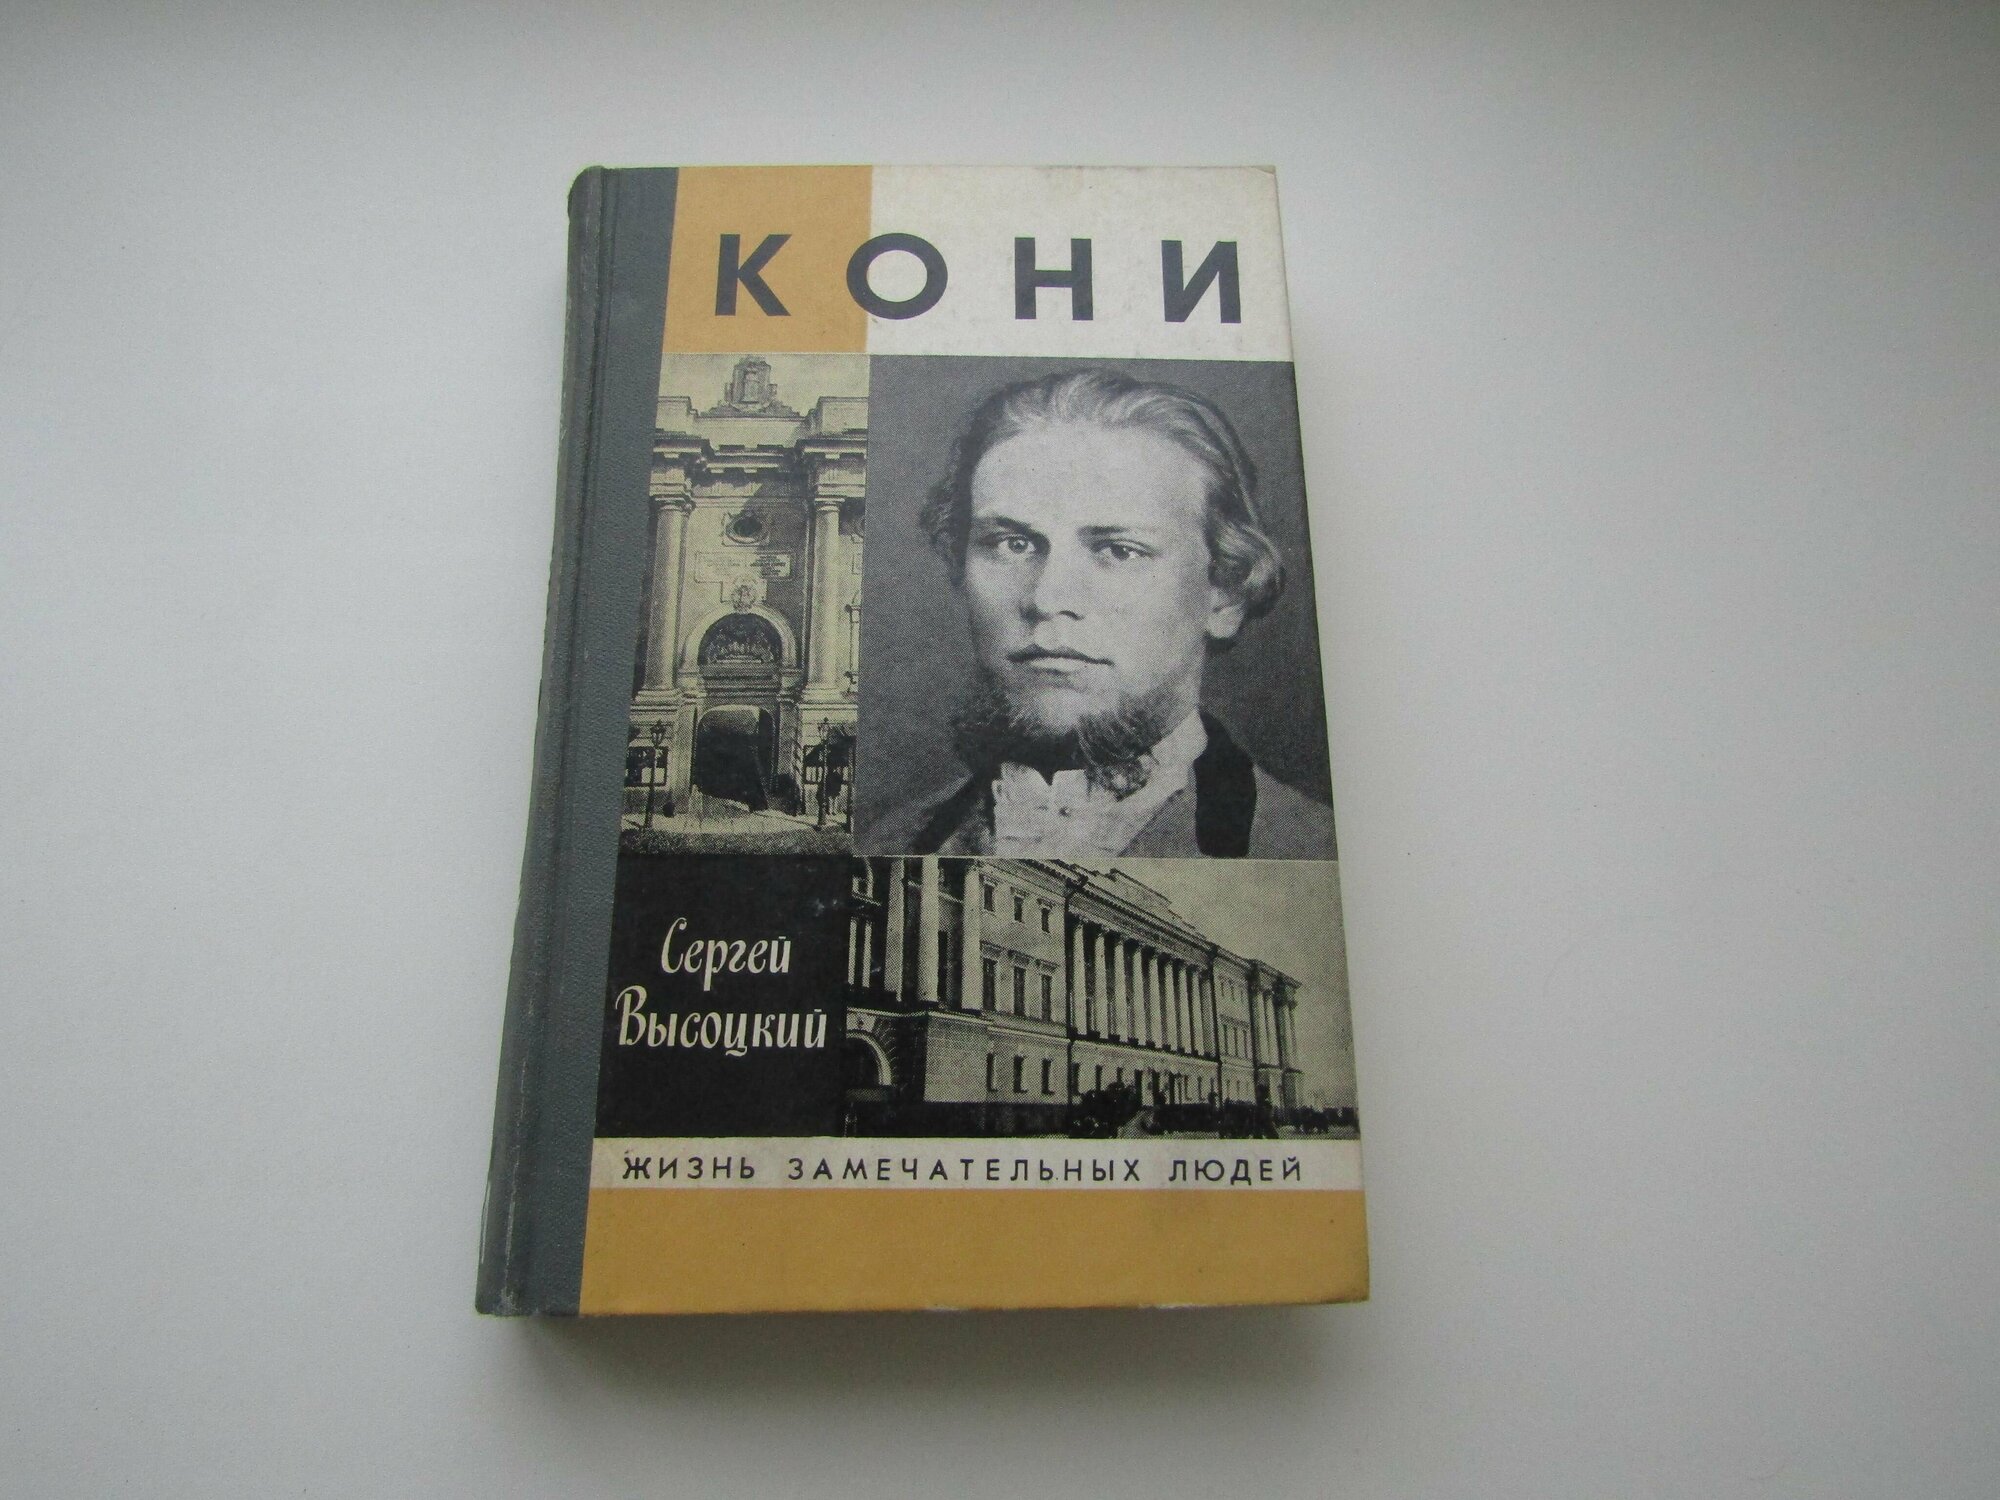 КОНИ
Сергей
Высоцкий
ЖИЗНЬ ЗАМЕЧАТЕЛЬНЫХ ЛЮДЕЙ